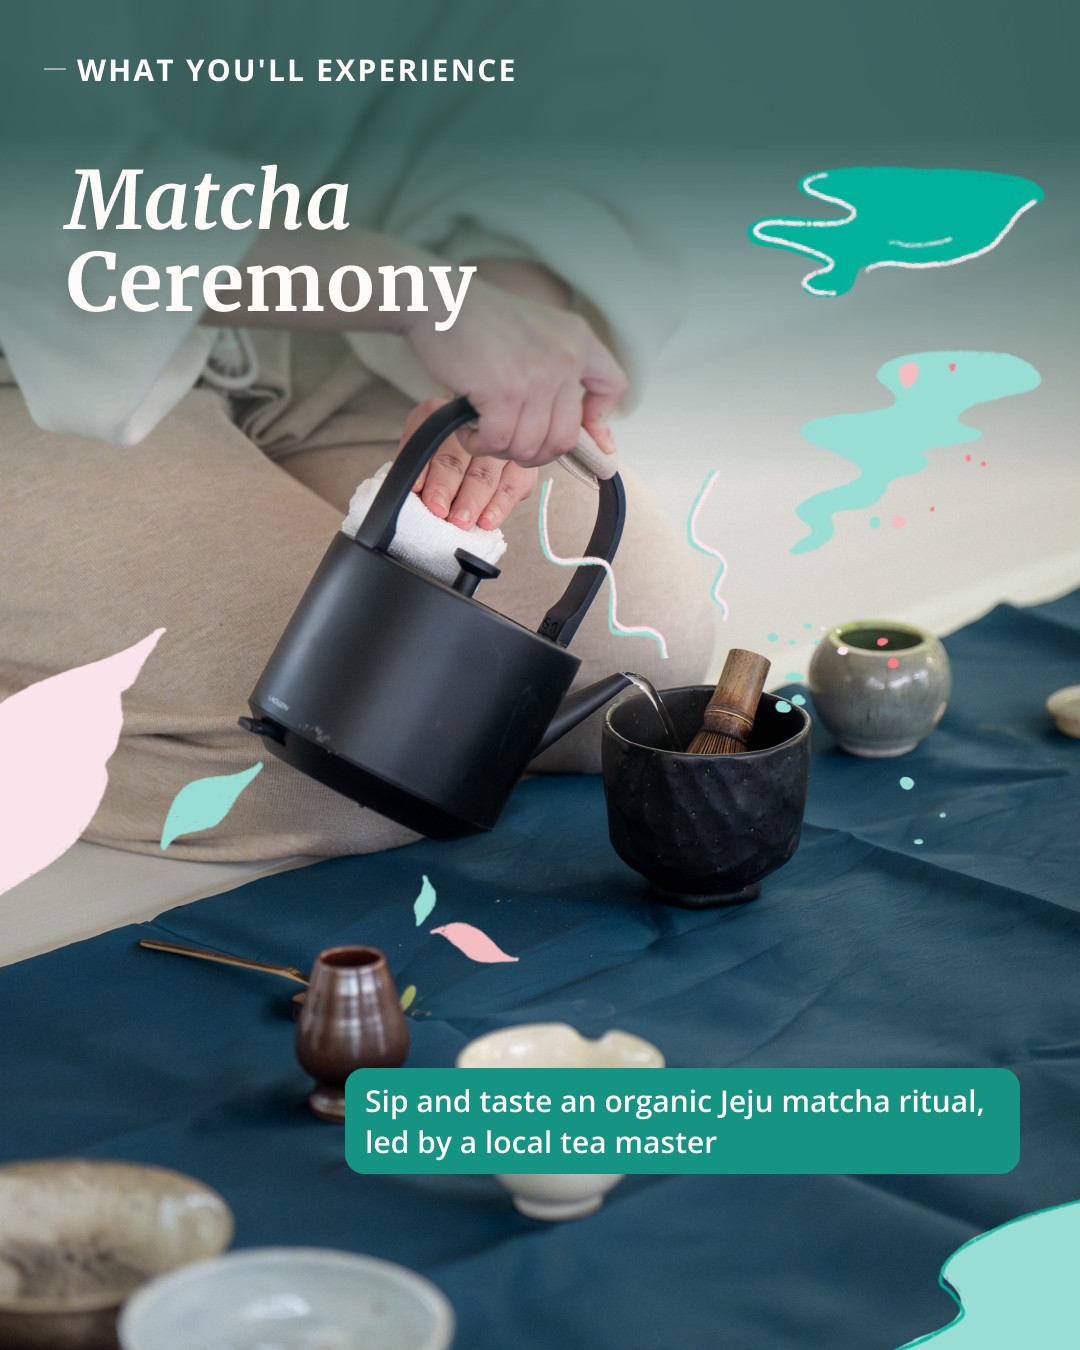 WHAT YOU'LL EXPERIENCE
Matcha
Ceremony
Sip and taste an organic Jeju matcha ritual,
led by a local tea master